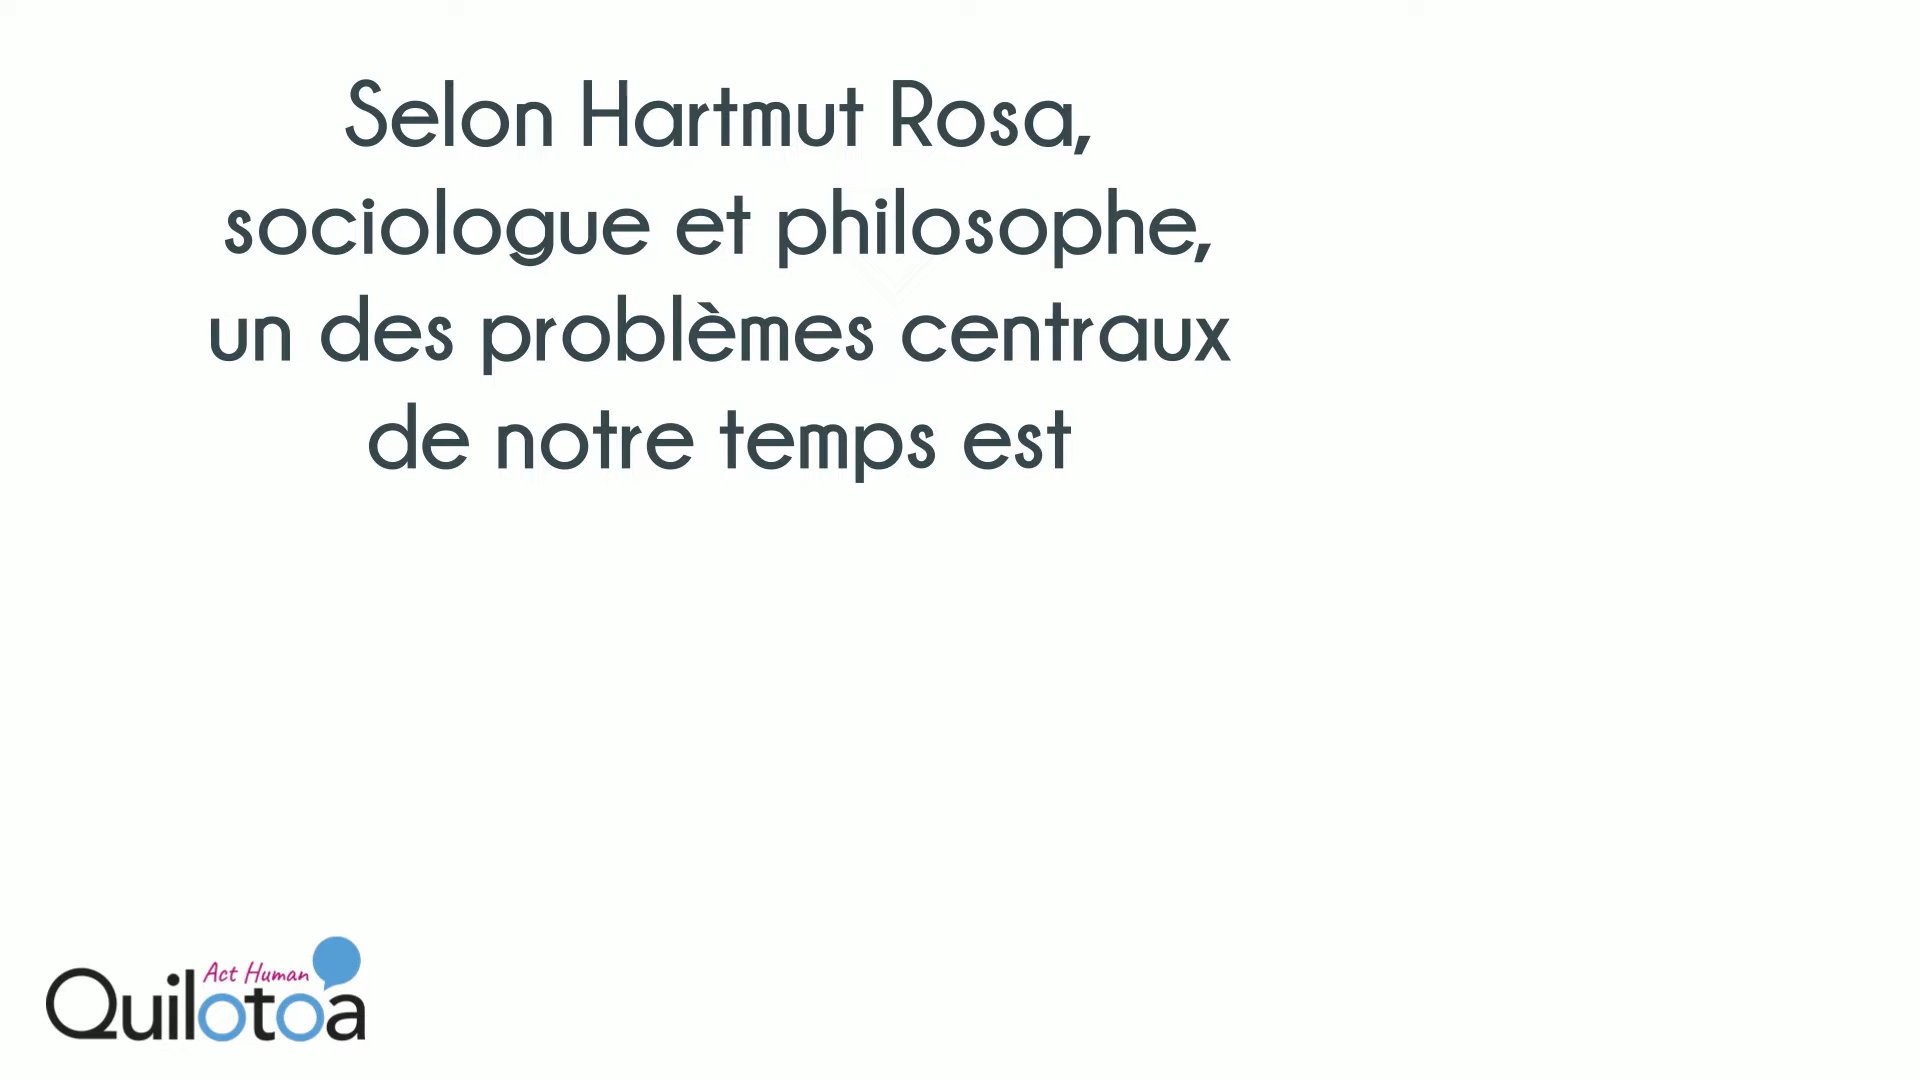 Selon Hartmut Rosa,
sociologue et philosophe,
un des problèmes centraux
de notre temps est
Act Human
Quilotoa